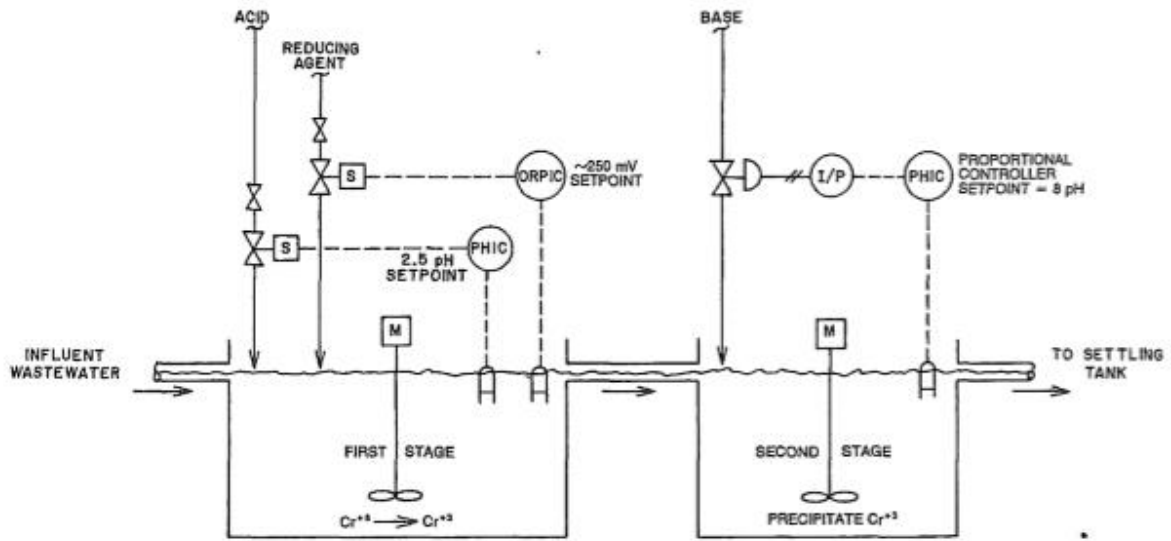 ACID
REDUCING
AGENT
BASE
S
ORPIC
~250 mV
SETPOINT
I/P
PHIC
PROPORTIONAL
CONTROLLER
SETPOINT = 8 pH
S
PHIC
2.5 pH
SETPOINT
M
M
INFLUENT
WASTEWATER
TO SETTLING
TANK
FIRST STAGE
SECOND STAGE
Cr⁺⁶ → Cr⁺³
PRECIPITATE Cr⁺³